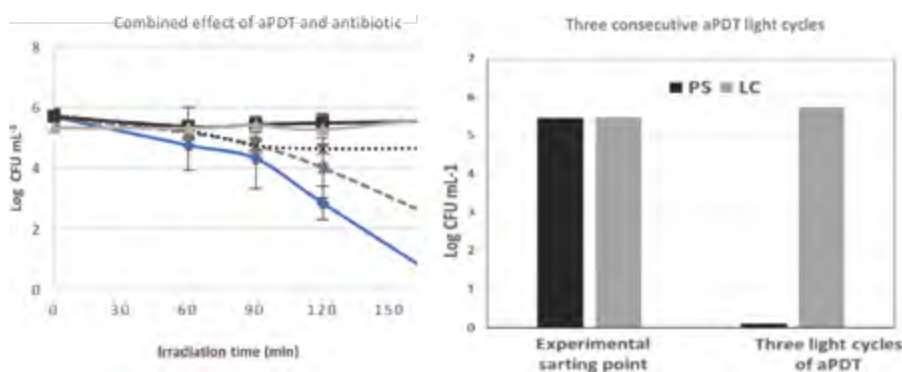 Combined effect of aPDT and antibiotic
8
6
4
2
0
Log CFU mL⁻¹
0 30 60 90 120
Irradiation time (min)
Three consecutive aPDT light cycles
7
6
5
4
3
2
1
0
Log CFU mL-1
PS LC
Experimental
sarting point
Three light cycles
of aPDT